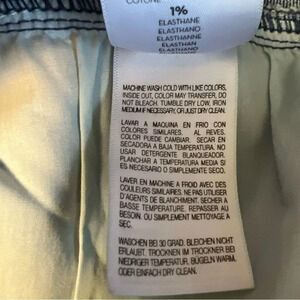 1%
ELASTHANE
ELASTHANO
ELASTHANNE
ELASTHAN
ELASTANO
MACHINE WASH COLD WITH LIKE COLORS,
INSIDE OUT, COLOR MAY TRANSFER, DO
NOT BLEACH. TUMBLE DRY LOW, IRON
MEDIUM IF NECESSARY, OR JUST DRY CLEAN.
LAVAR A MAQUINA EN FRIO CON
COLORES SIMILARES. AL REVES,
COLOR PUEDE CAMBIAR. SECAR EN
SECADORA A BAJA TEMPERATURA. NO
USAR DETERGENTE BLANQUEADOR,
PLANCHAR A TEMPERATURA MEDIA SI
ES NECESARIO O SIMPLEMENTE SECO.
LAVER EN MACHINE A FROID AVEC DES
COULEURS SIMILAIRES. NE PAS UTILISER
D'AGENTS DE BLANCHIMENT. SECHER A
BASSE TEMPERATURE. REPASSER AU
BESOIN. OU SIMPLEMENT NETTOYAGE A
SEC.
WASCHEN BEI 30 GRAD. BLEICHEN NICHT
ERLAUBT. TROCKNEN IM TROCKNER BEI
NIEDRIGER TEMPERATUR. BÜGELN WARM.
ODER EINFACH DRY CLEAN.